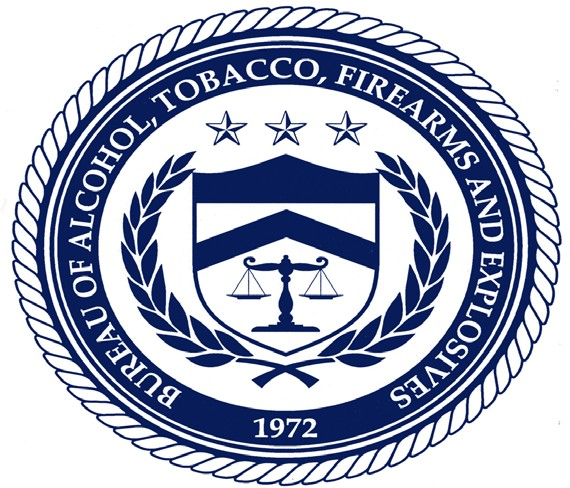 BUREAU OF ALCOHOL, TOBACCO, FIREARMS AND EXPLOSIVES
1972